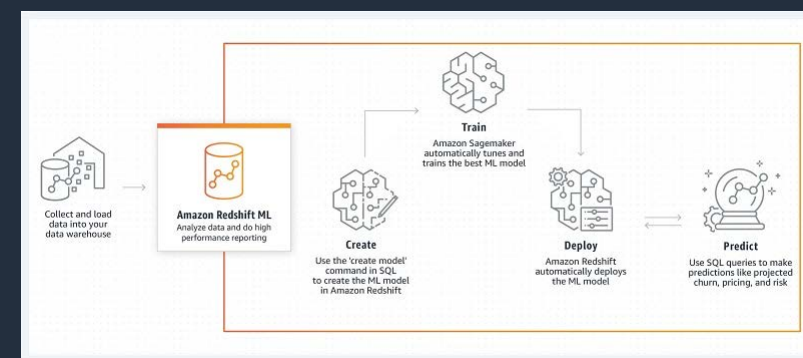 Collect and load
data into your
data warehouse
Amazon Redshift ML
Analyze data and do high
performance reporting
Create
Use the 'create model'
command in SQL
to create the ML model
in Amazon Redshift
Train
Amazon Sagemaker
automatically tunes and
trains the best ML model
Deploy
Amazon Redshift
automatically deploys
the ML model
Predict
Use SQL queries to make
predictions like projected
churn, pricing, and risk